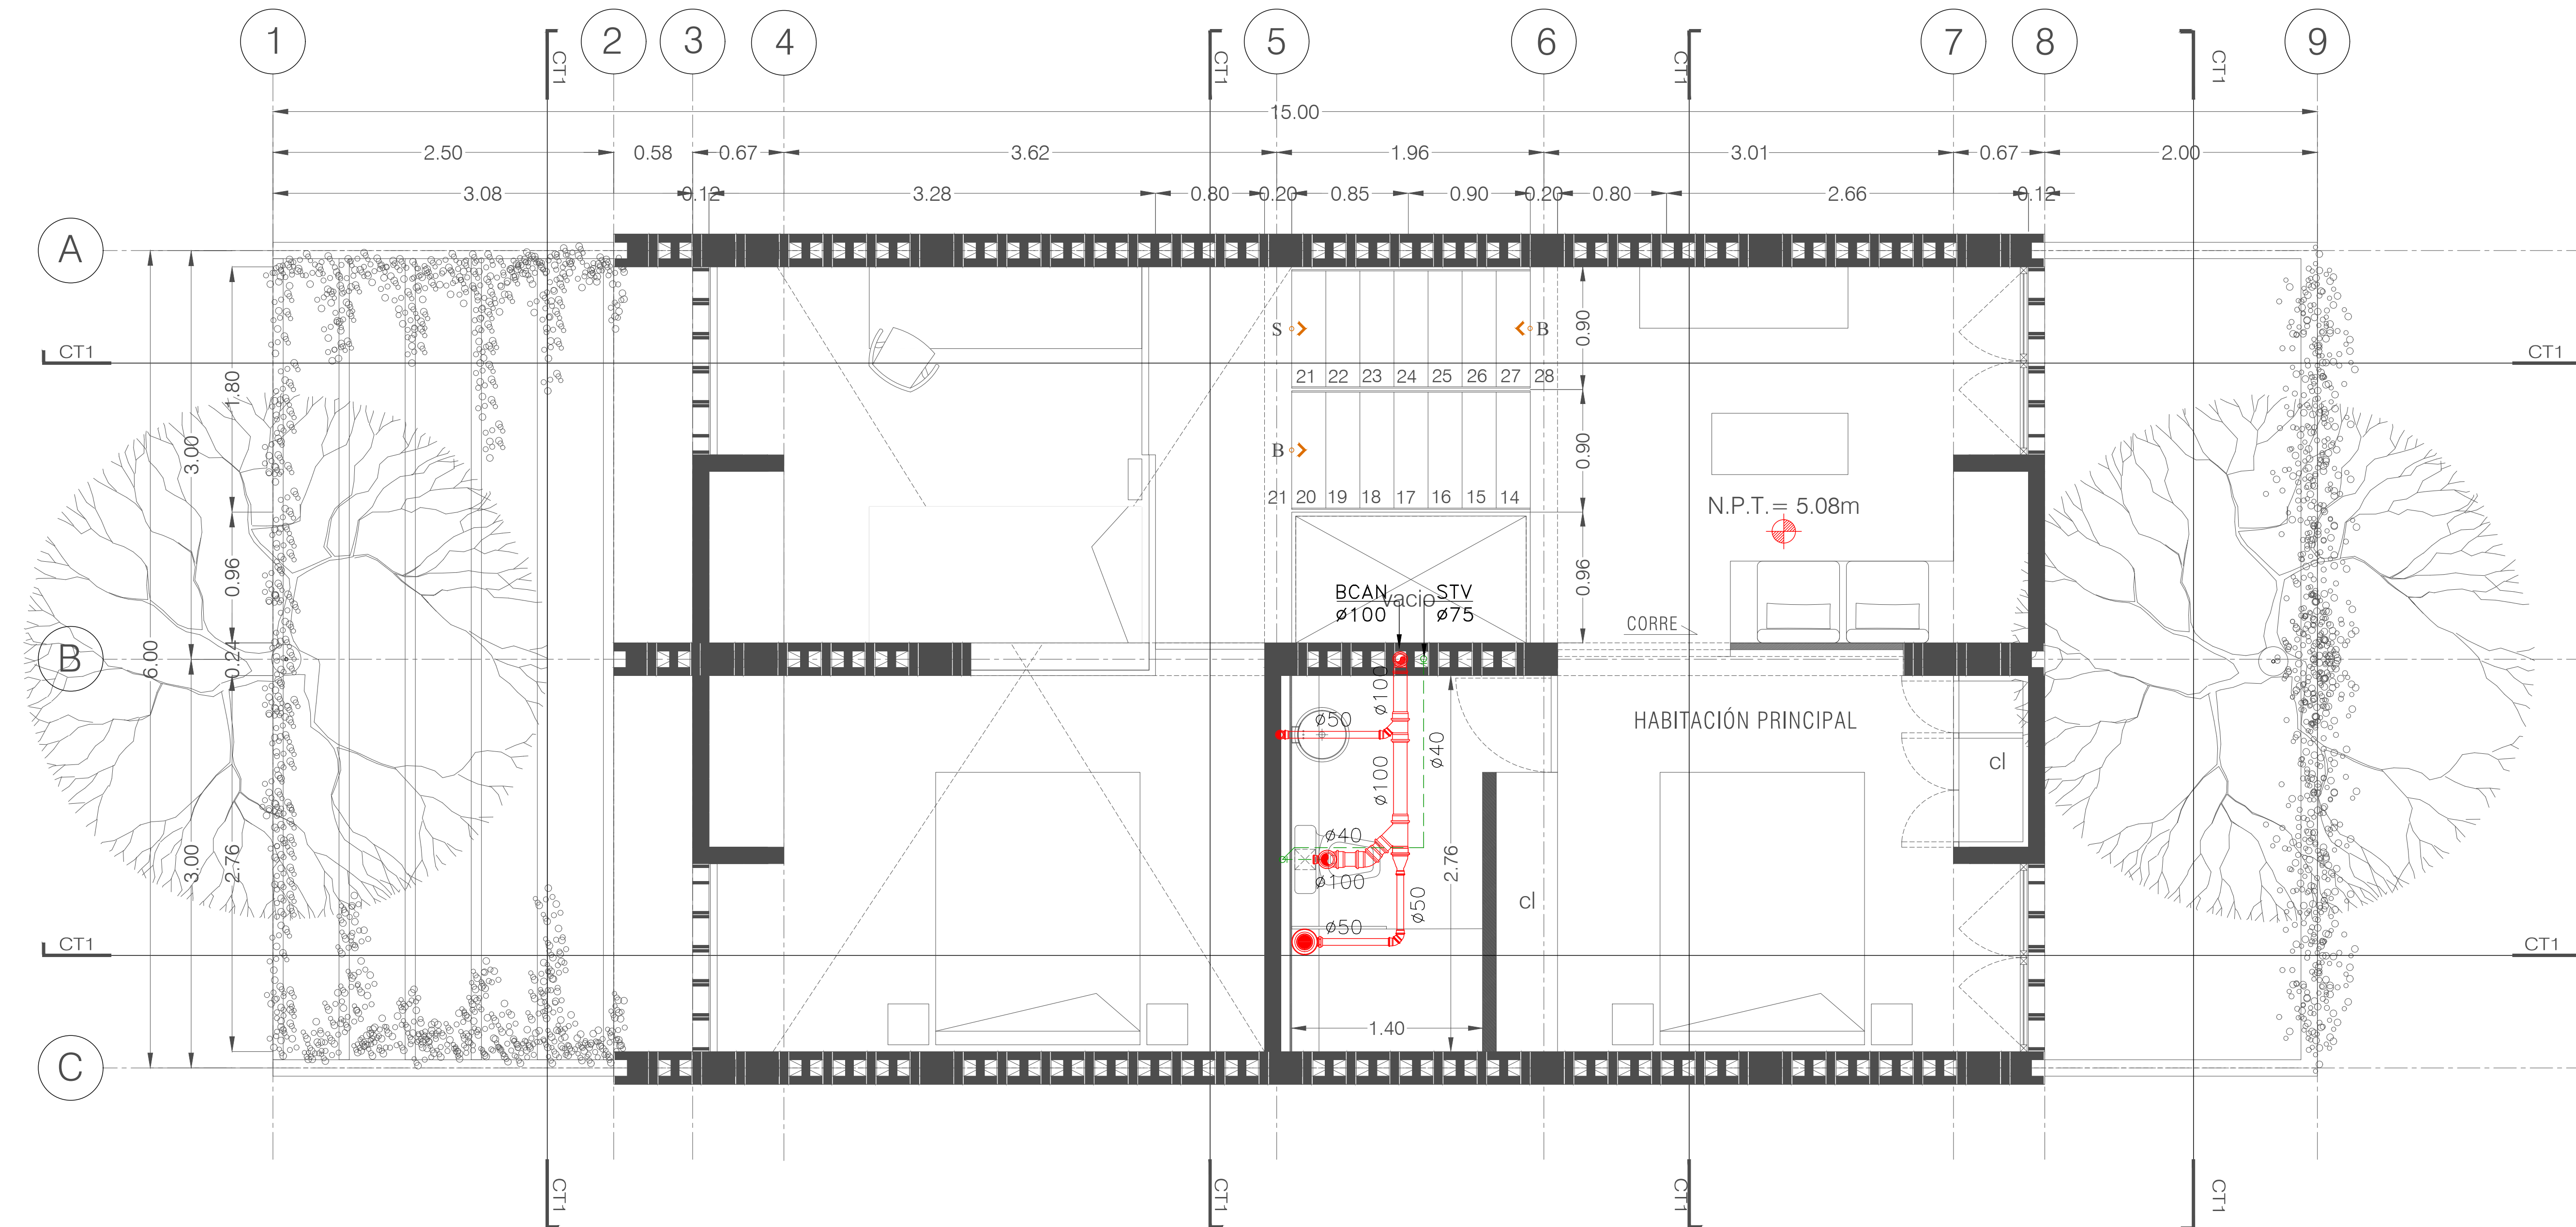 1 2 3 4 5 6 7 8 9
CT1 CT1 CT1 CT1
15.00
2.50 0.58 0.67 3.62 1.96 3.01 0.67 2.00
3.08 0.12 3.28 0.80 0.20 0.85 0.90 0.20 0.80 2.66 0.12
A
S B
0.90
CT1 CT1
21 22 23 24 25 26 27 28
1.80
3.00
B
0.90
21 20 19 18 17 16 15 14
N.P.T.= 5.08m
0.96
0.96
BCAN vacio STV
ø100 ø75
CORRE
B
6.00
0.24
ø100
ø50
HABITACIÓN PRINCIPAL
ø40
cl
ø100
ø40
3.00
2.76
2.76
ø100
cl
ø50
ø50
CT1 CT1
1.40
C
CT1 CT1 CT1 CT1